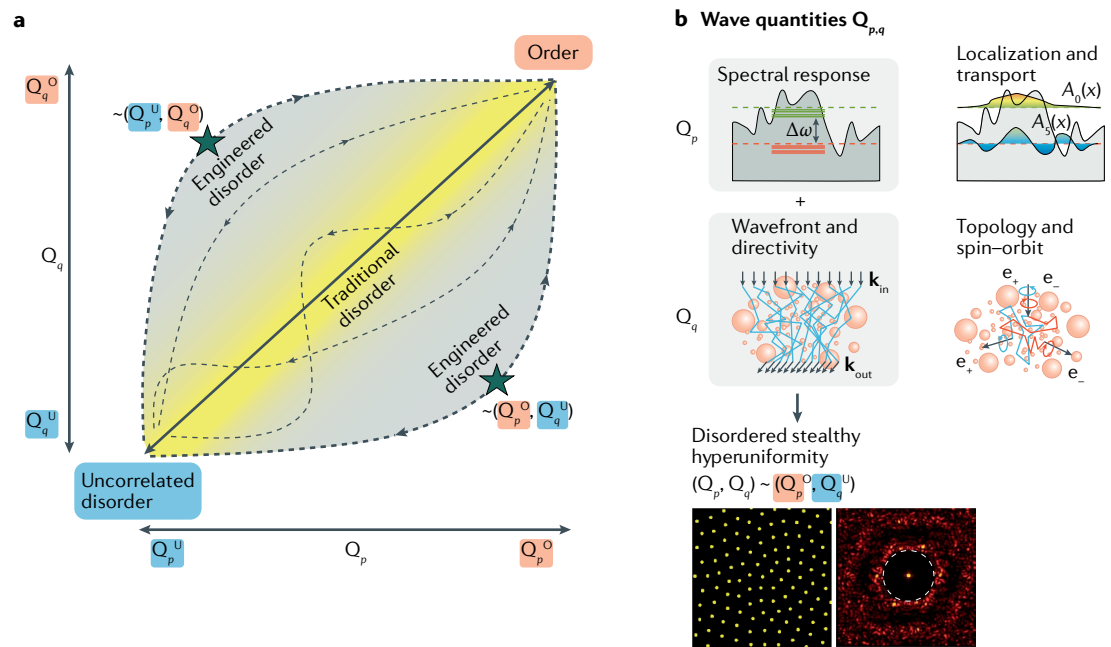 a
Order
Q_q^O
~(Q_p^U, Q_q^O)
Engineered
disorder
Q_q
Traditional
disorder
Engineered
disorder
~(Q_p^O, Q_q^U)
Q_q^U
Uncorrelated
disorder
Q_p^U
Q_p
Q_p^O
b Wave quantities Q_p,q
Spectral response
Q_p
Δω
Localization and
transport
A_0(x)
A_5(x)
+
Wavefront and
directivity
k_in
Q_q
k_out
Topology and
spin–orbit
e_+
e_−
e_+
e_−
Disordered stealthy
hyperuniformity
(Q_p, Q_q) ~ (Q_p^O, Q_q^U)